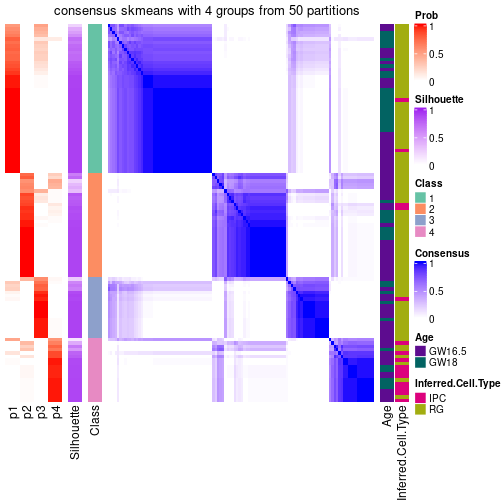 consensus skmeans with 4 groups from 50 partitions
p1
p2
p3
p4
Silhouette
Class
Age
Inferred.Cell.Type
Prob
1
0.5
0
Silhouette
1
0.5
0
Class
1
2
3
4
Consensus
1
0.5
0
Age
GW16.5
GW18
Inferred.Cell.Type
IPC
RG